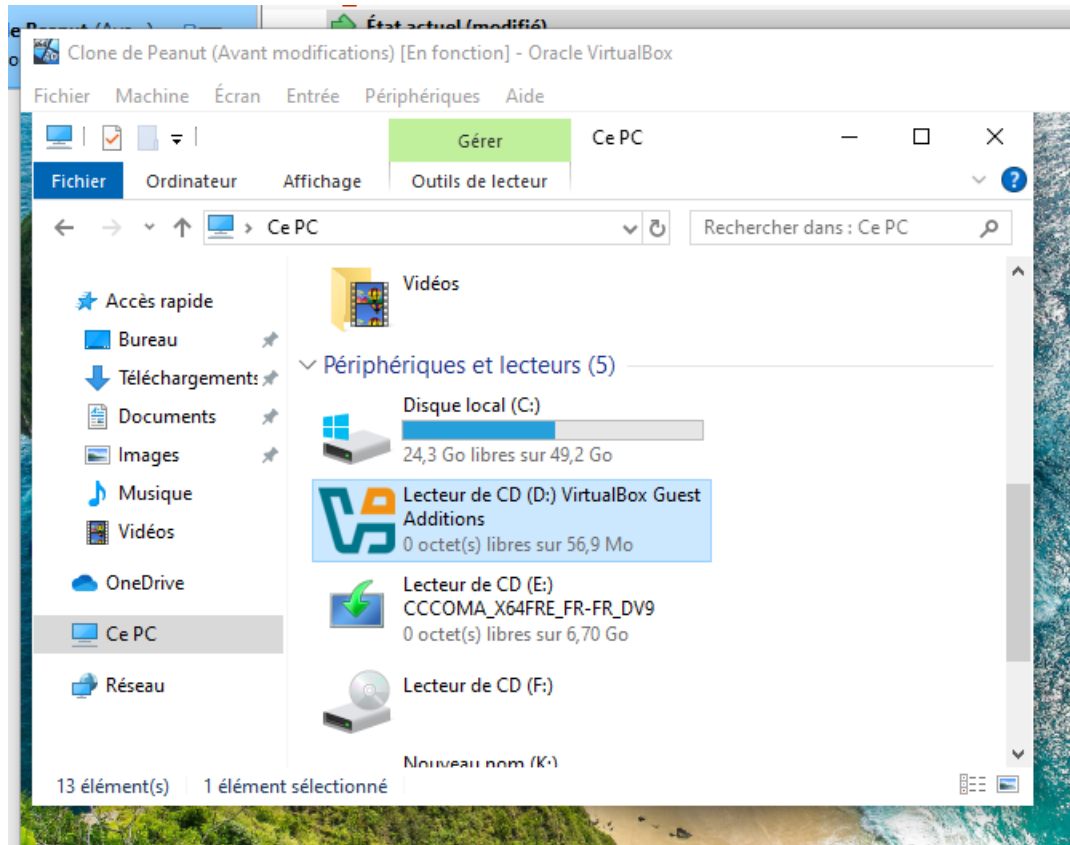 État actuel (modifié)
Clone de Peanut (Avant modifications) [En fonction] - Oracle VirtualBox
Fichier Machine Écran Entrée Périphériques Aide
Gérer Ce PC
Fichier Ordinateur Affichage Outils de lecteur
Ce PC Rechercher dans : Ce PC
Vidéos
Accès rapide
Bureau
Téléchargements
Documents
Images
Musique
Vidéos
OneDrive
Ce PC
Réseau
Périphériques et lecteurs (5)
Disque local (C:)
24,3 Go libres sur 49,2 Go
Lecteur de CD (D:) VirtualBox Guest
Additions
0 octet(s) libres sur 56,9 Mo
Lecteur de CD (E:)
CCCOMA_X64FRE_FR-FR_DV9
0 octet(s) libres sur 6,70 Go
Lecteur de CD (F:)
Nouveau nom (K:)
13 élément(s) 1 élément sélectionné